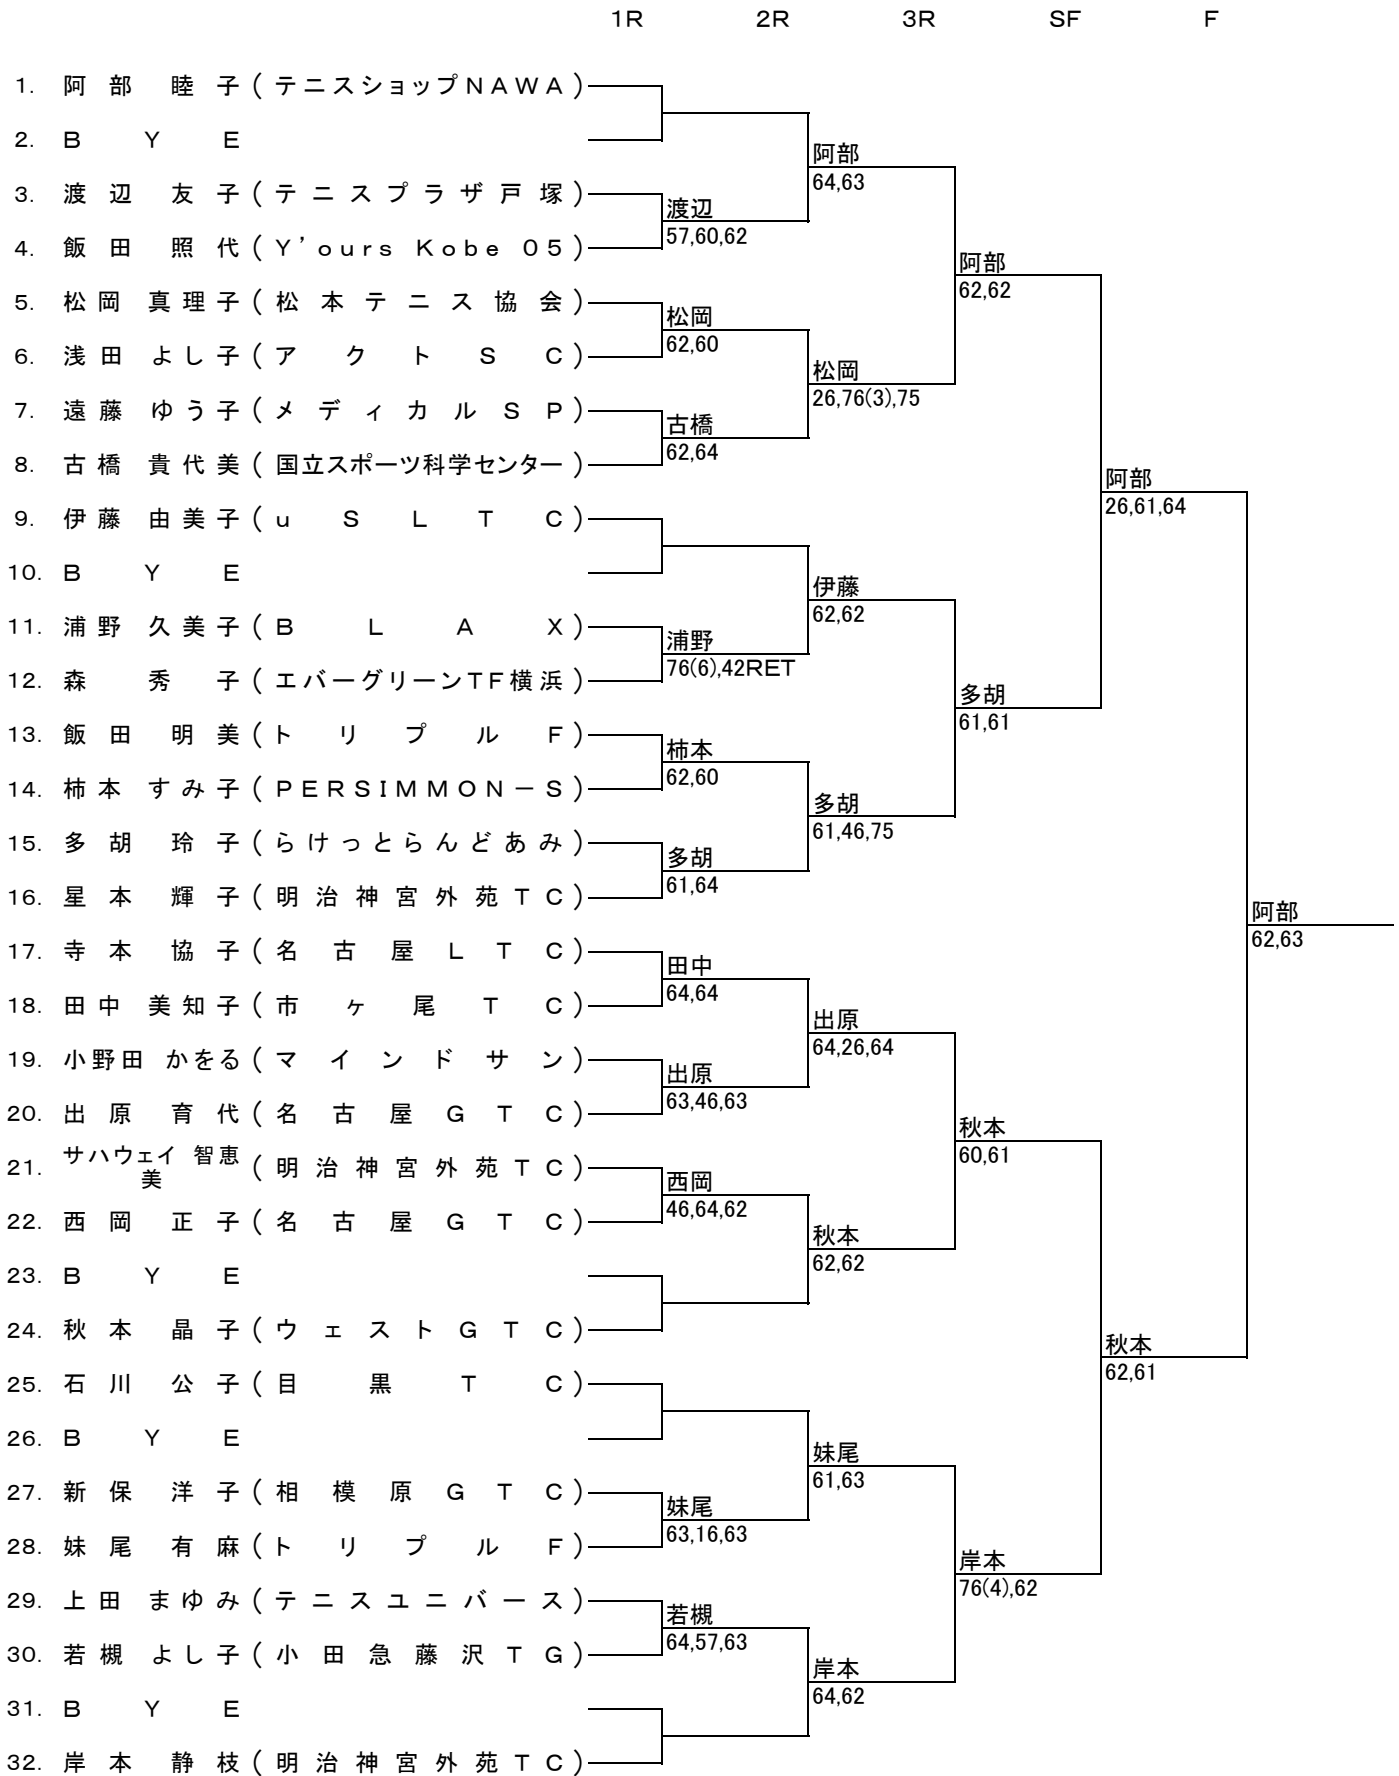 1R 2R 3R SF F
1. 阿部 睦子(テニスショップNAWA)
2. BYE
阿部
64,63
3. 渡辺 友子(テニスプラザ戸塚)
渡辺
57,60,62
4. 飯田 照代(Y'ours Kobe 05)
阿部
62,62
5. 松岡 真理子(松本テニス協会)
松岡
62,60
6. 浅田 よし子(アクトSC)
松岡
26,76(3),75
7. 遠藤 ゆう子(メディカルSP)
古橋
62,64
8. 古橋 貴代美(国立スポーツ科学センター)
阿部
26,61,64
9. 伊藤 由美子(uSLTC)
10. BYE
伊藤
62,62
11. 浦野 久美子(BLAX)
浦野
76(6),42RET
12. 森 秀子(エバーグリーンTF横浜)
多胡
61,61
13. 飯田 明美(トリプルF)
柿本
62,60
14. 柿本 すみ子(PERSIMMON-S)
多胡
61,46,75
15. 多胡 玲子(らけっとらんどあみ)
多胡
61,64
16. 星本 輝子(明治神宮外苑TC)
阿部
62,63
17. 寺本 協子(名古屋LTC)
田中
64,64
18. 田中 美知子(市ヶ尾TC)
出原
64,26,64
19. 小野田 かをる(マインドサン)
出原
63,46,63
20. 出原 育代(名古屋GTC)
秋本
60,61
21. サハウェイ 智恵美(明治神宮外苑TC)
西岡
46,64,62
22. 西岡 正子(名古屋GTC)
秋本
62,62
23. BYE
24. 秋本 晶子(ウェストGTC)
秋本
62,61
25. 石川 公子(目黒TC)
26. BYE
妹尾
61,63
27. 新保 洋子(相模原GTC)
妹尾
63,16,63
28. 妹尾 有麻(トリプルF)
岸本
76(4),62
29. 上田 まゆみ(テニスユニバース)
若槻
64,57,63
30. 若槻 よし子(小田急藤沢TG)
岸本
64,62
31. BYE
32. 岸本 静枝(明治神宮外苑TC)